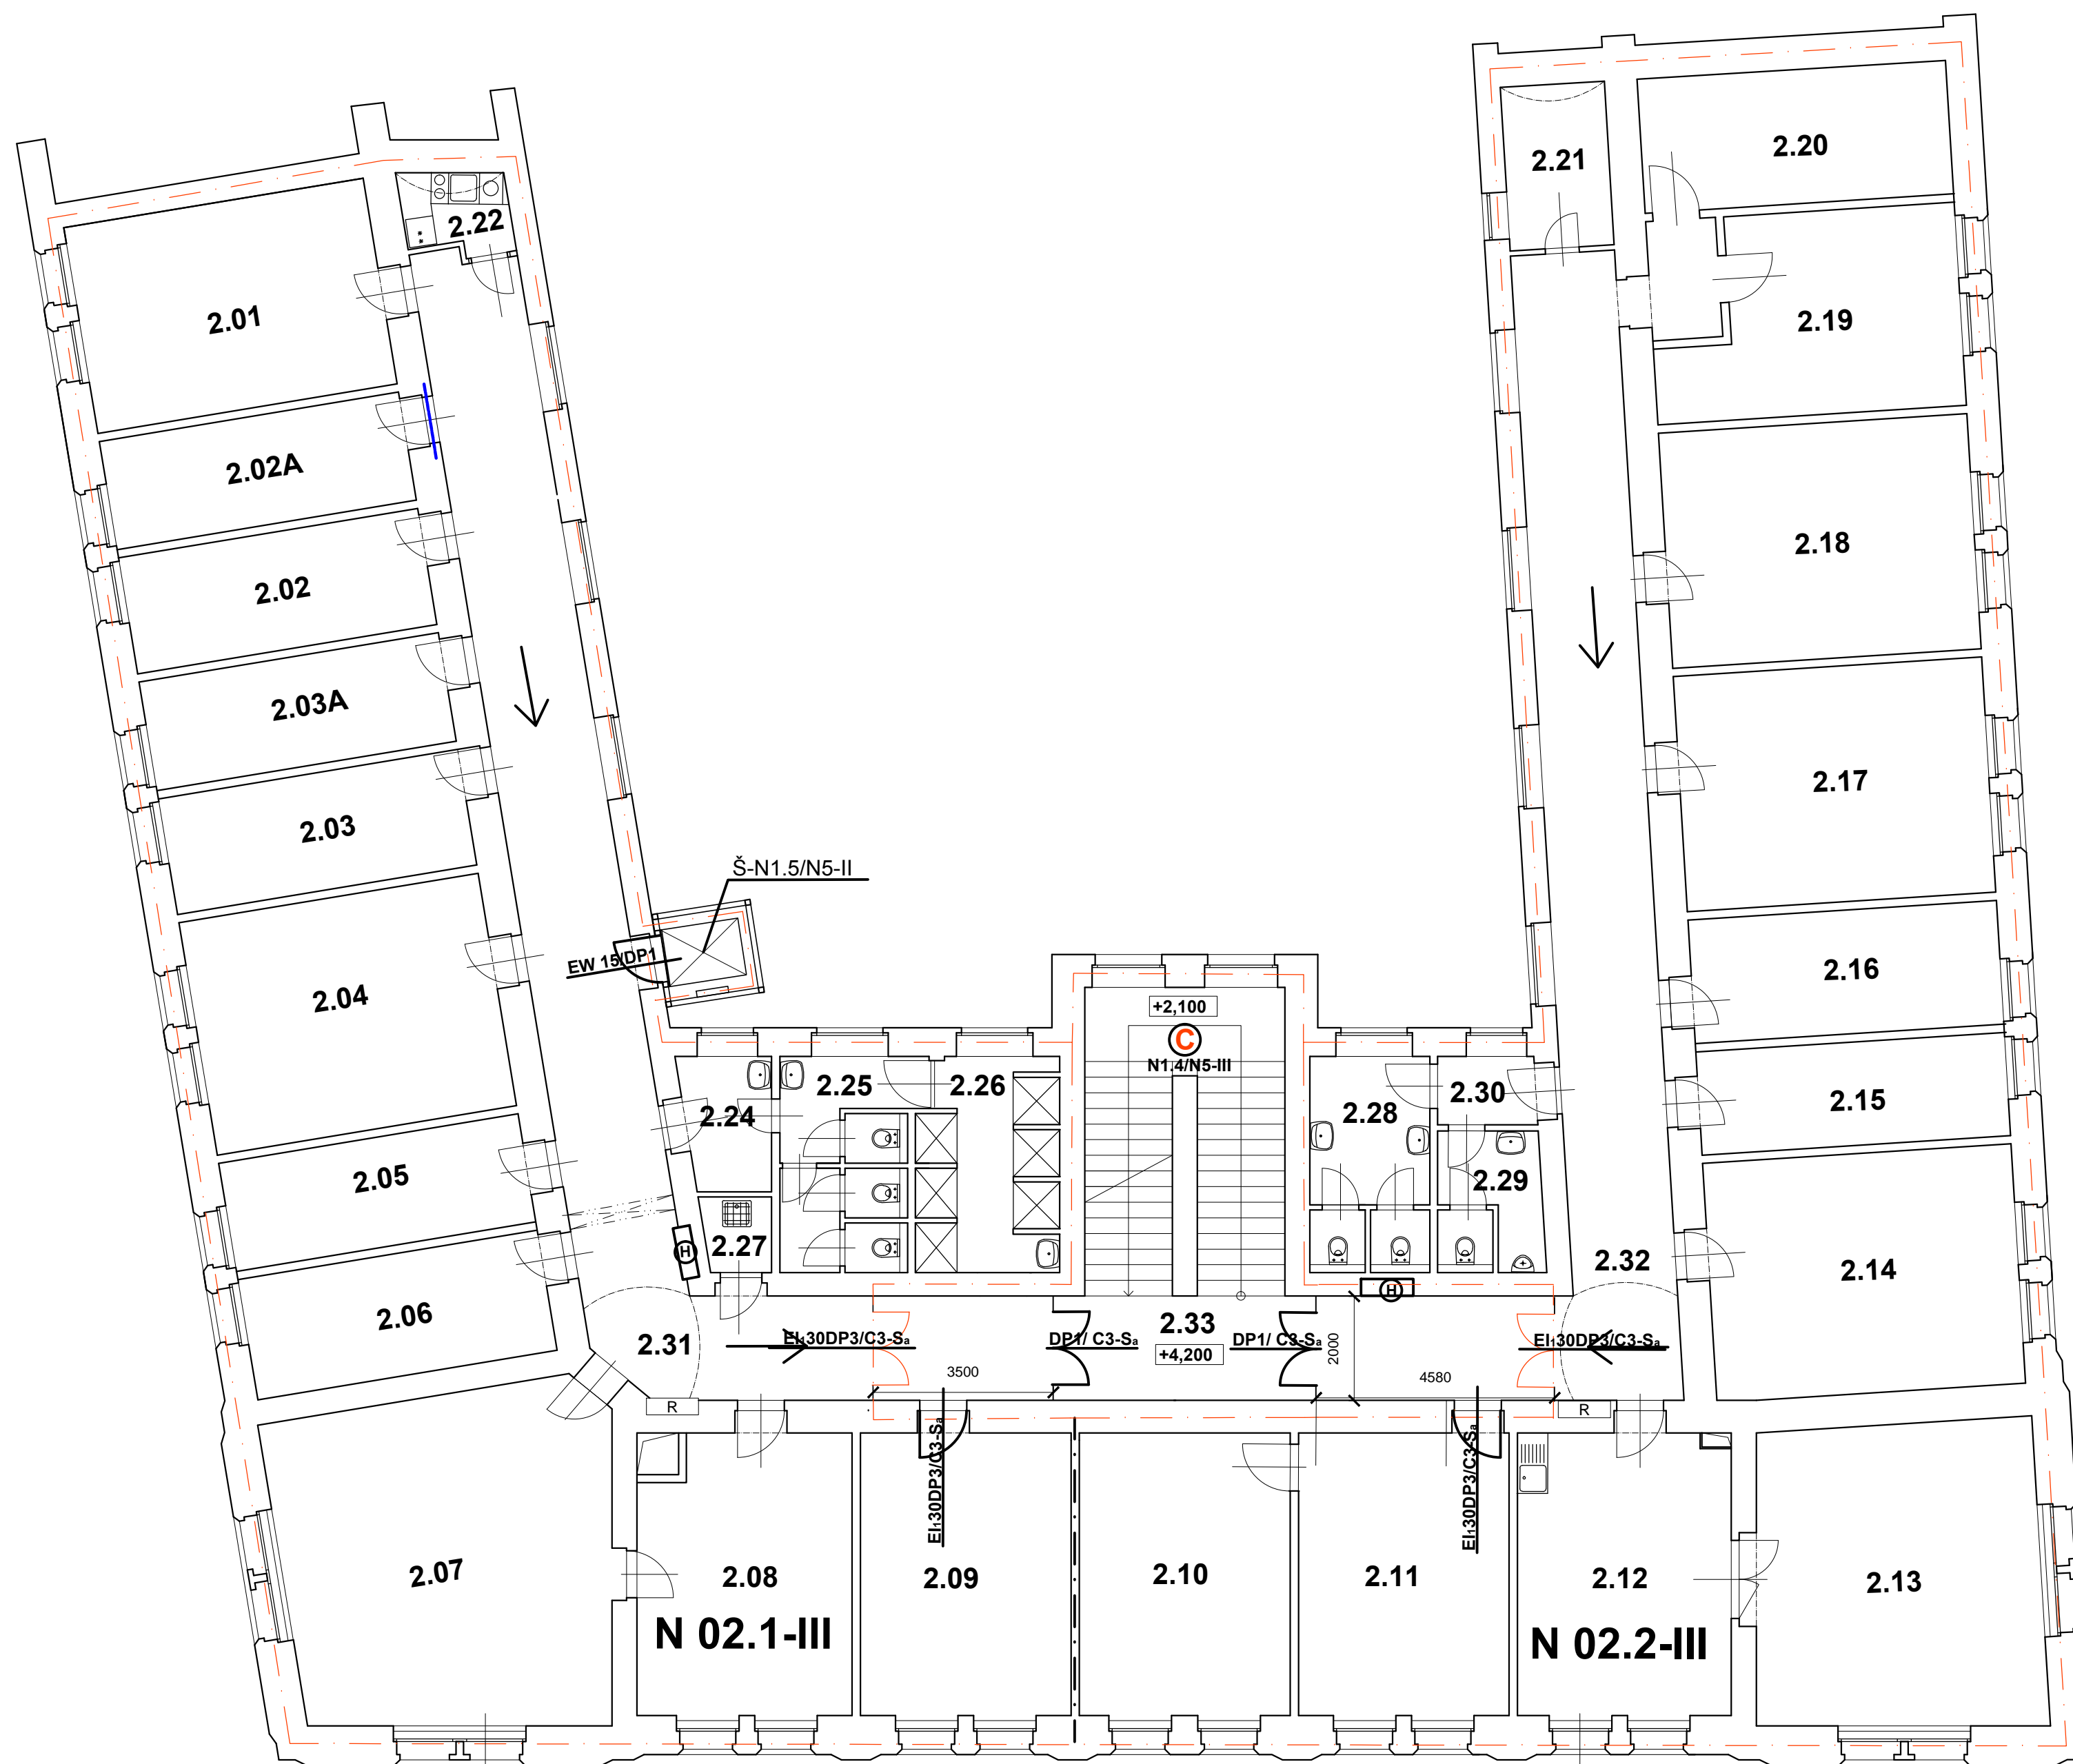 2.21
2.20
2.22
2.01
2.19
2.02A
2.18
2.02
2.03A
2.17
2.03
Š-N1.5/N5-II
EW 15/DP1
2.04
2.16
+2,100
C
N1.4/N5-III
2.24
2.25
2.26
2.28
2.30
2.15
2.05
2.29
2.27
H
2.32
2.14
2.06
H
2.31
EI₁30DP3/C3-Sₐ
DP1/ C3-Sₐ
2.33
+4,200
DP1/ C3-Sₐ
2000
EI₁30DP3/C3-Sₐ
3500
4580
R
R
EI₁30DP3/C3-Sₐ
EI₁30DP3/C3-Sₐ
2.07
2.08
2.09
2.10
2.11
2.12
2.13
N 02.1-III
N 02.2-III